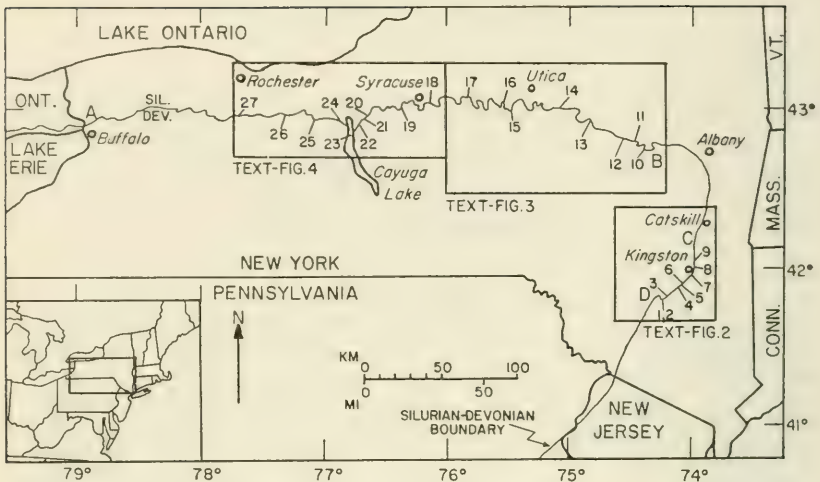 LAKE ONTARIO
VT.
Rochester
Syracuse
18
17
16
Utica
14
ONT.
A
SIL.
DEV.
27
26
25
24
23
20
22
21
19
15
13
12
11
10
B
43°
Buffalo
Albany
LAKE
ERIE
TEXT-FIG. 4
Cayuga
Lake
TEXT-FIG. 3
MASS.
Catskill
C
9
Kingston
8
42°
NEW YORK
6
7
3
5
D
4
1
2
PENNSYLVANIA
TEXT-FIG. 2
CONN.
N
KM
0 50 100
0 50
MI
SILURIAN-DEVONIAN
BOUNDARY
NEW
JERSEY
41°
79° 78° 77° 76° 75° 74°